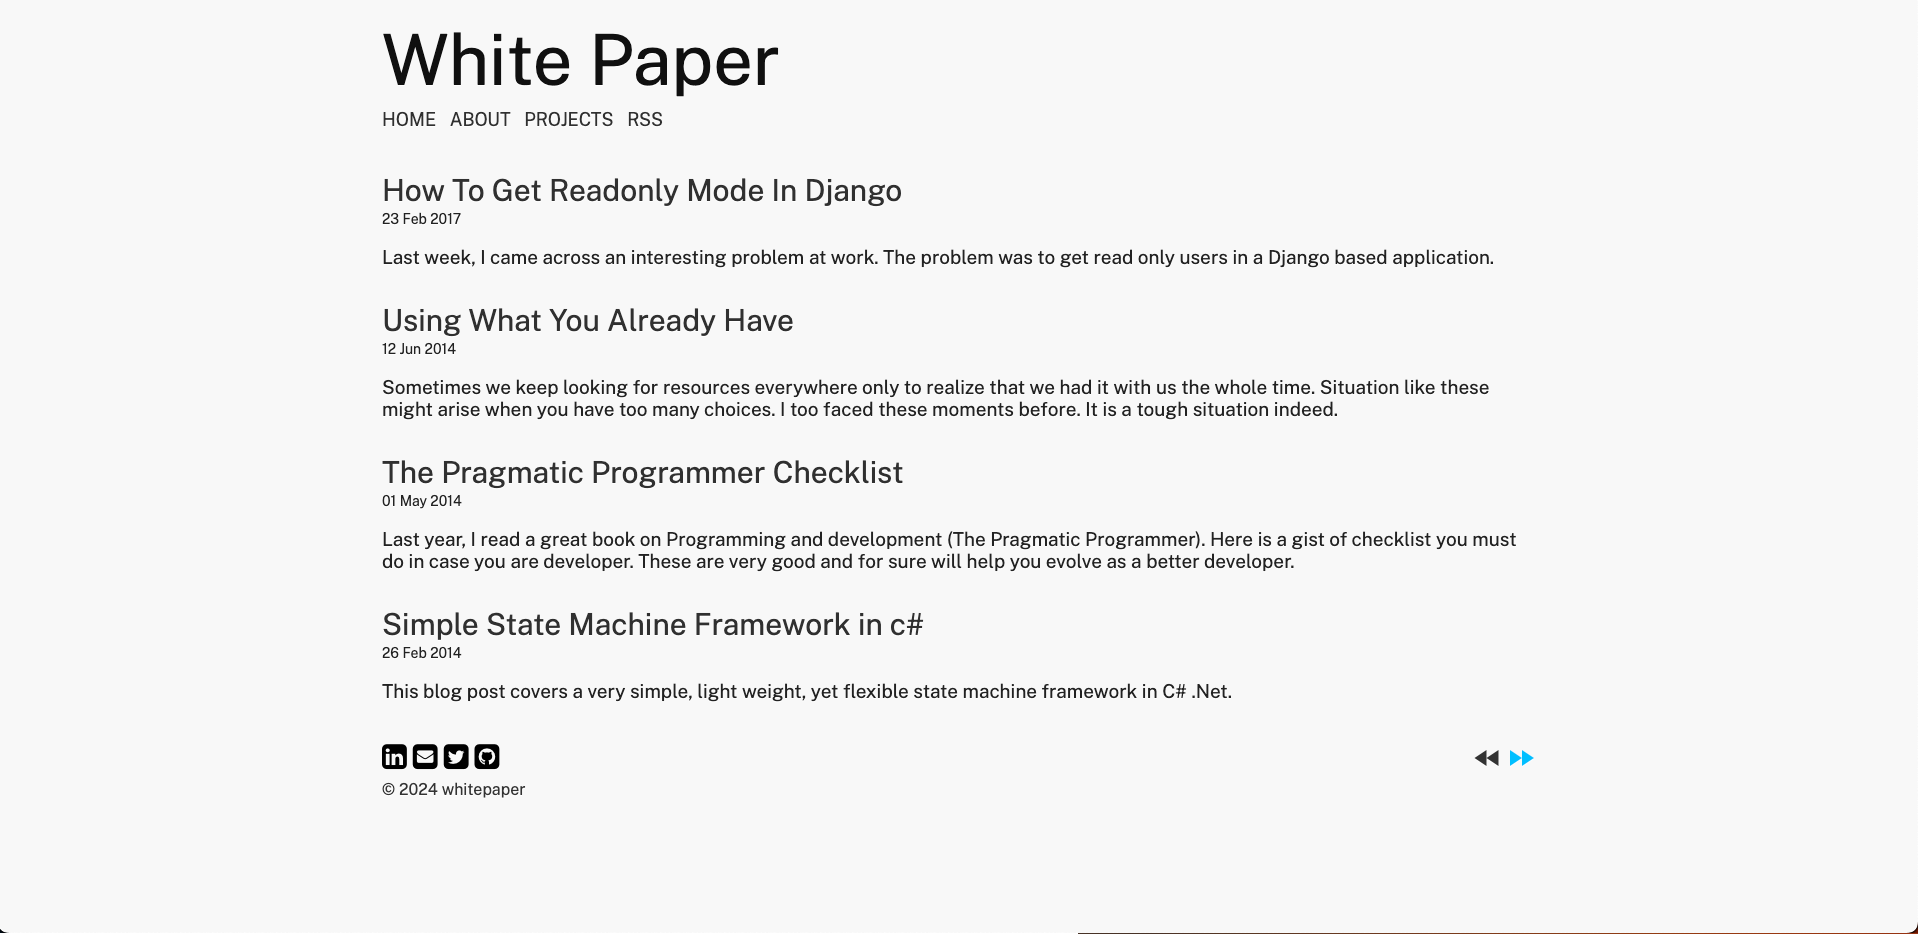 White Paper
HOME ABOUT PROJECTS RSS
How To Get Readonly Mode In Django
23 Feb 2017
Last week, I came across an interesting problem at work. The problem was to get read only users in a Django based application.
Using What You Already Have
12 Jun 2014
Sometimes we keep looking for resources everywhere only to realize that we had it with us the whole time. Situation like these
might arise when you have too many choices. I too faced these moments before. It is a tough situation indeed.
The Pragmatic Programmer Checklist
01 May 2014
Last year, I read a great book on Programming and development (The Pragmatic Programmer). Here is a gist of checklist you must
do in case you are developer. These are very good and for sure will help you evolve as a better developer.
Simple State Machine Framework in c#
26 Feb 2014
This blog post covers a very simple, light weight, yet flexible state machine framework in C# .Net.
in
© 2024 whitepaper